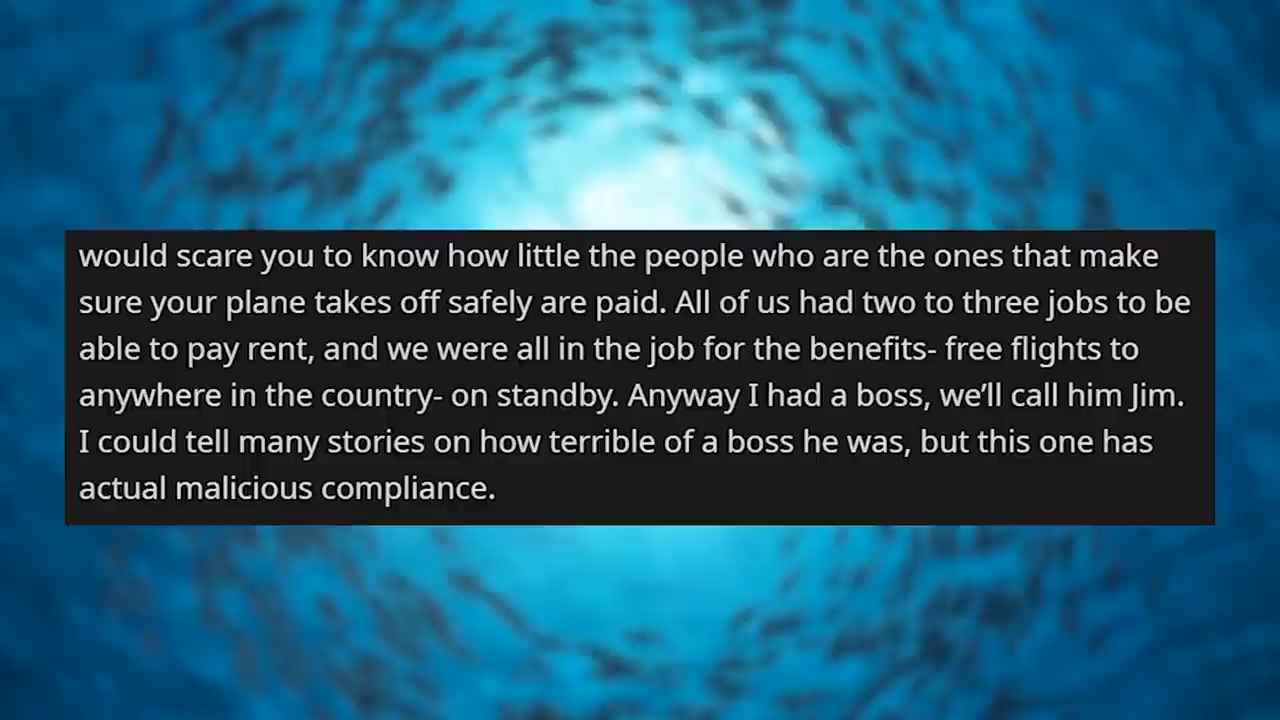 would scare you to know how little the people who are the ones that make
sure your plane takes off safely are paid. All of us had two to three jobs to be
able to pay rent, and we were all in the job for the benefits- free flights to
anywhere in the country- on standby. Anyway I had a boss, we’ll call him Jim.
I could tell many stories on how terrible of a boss he was, but this one has
actual malicious compliance.